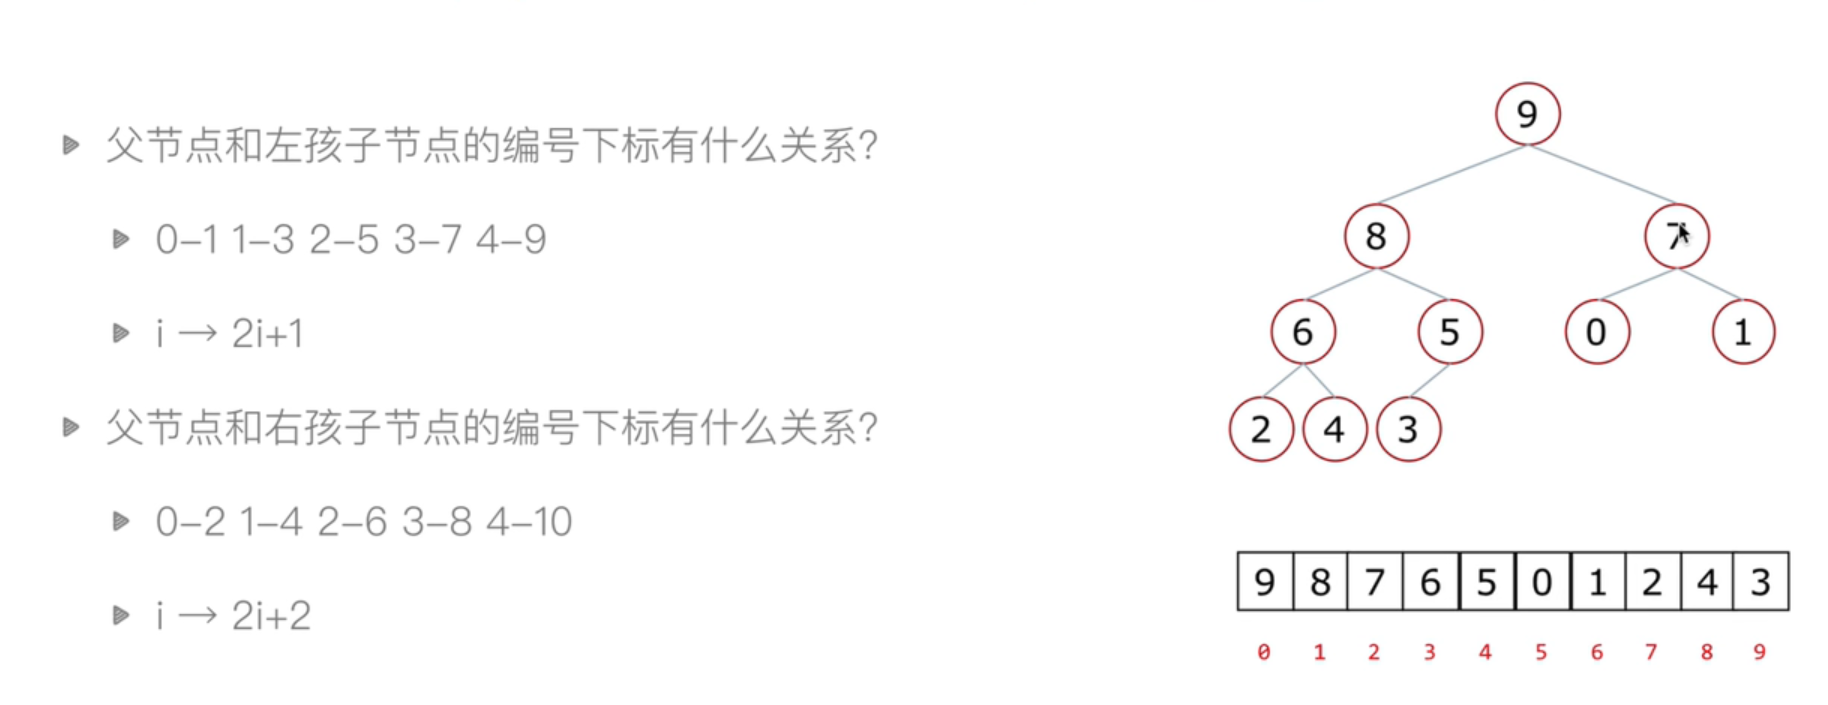 父节点和左孩子节点的编号下标有什么关系?
0–1 1–3 2–5 3–7 4–9
i → 2i+1
父节点和右孩子节点的编号下标有什么关系?
0–2 1–4 2–6 3–8 4–10
i → 2i+2
9
8 7
6 5 0 1
2 4 3
9 8 7 6 5 0 1 2 4 3
0 1 2 3 4 5 6 7 8 9